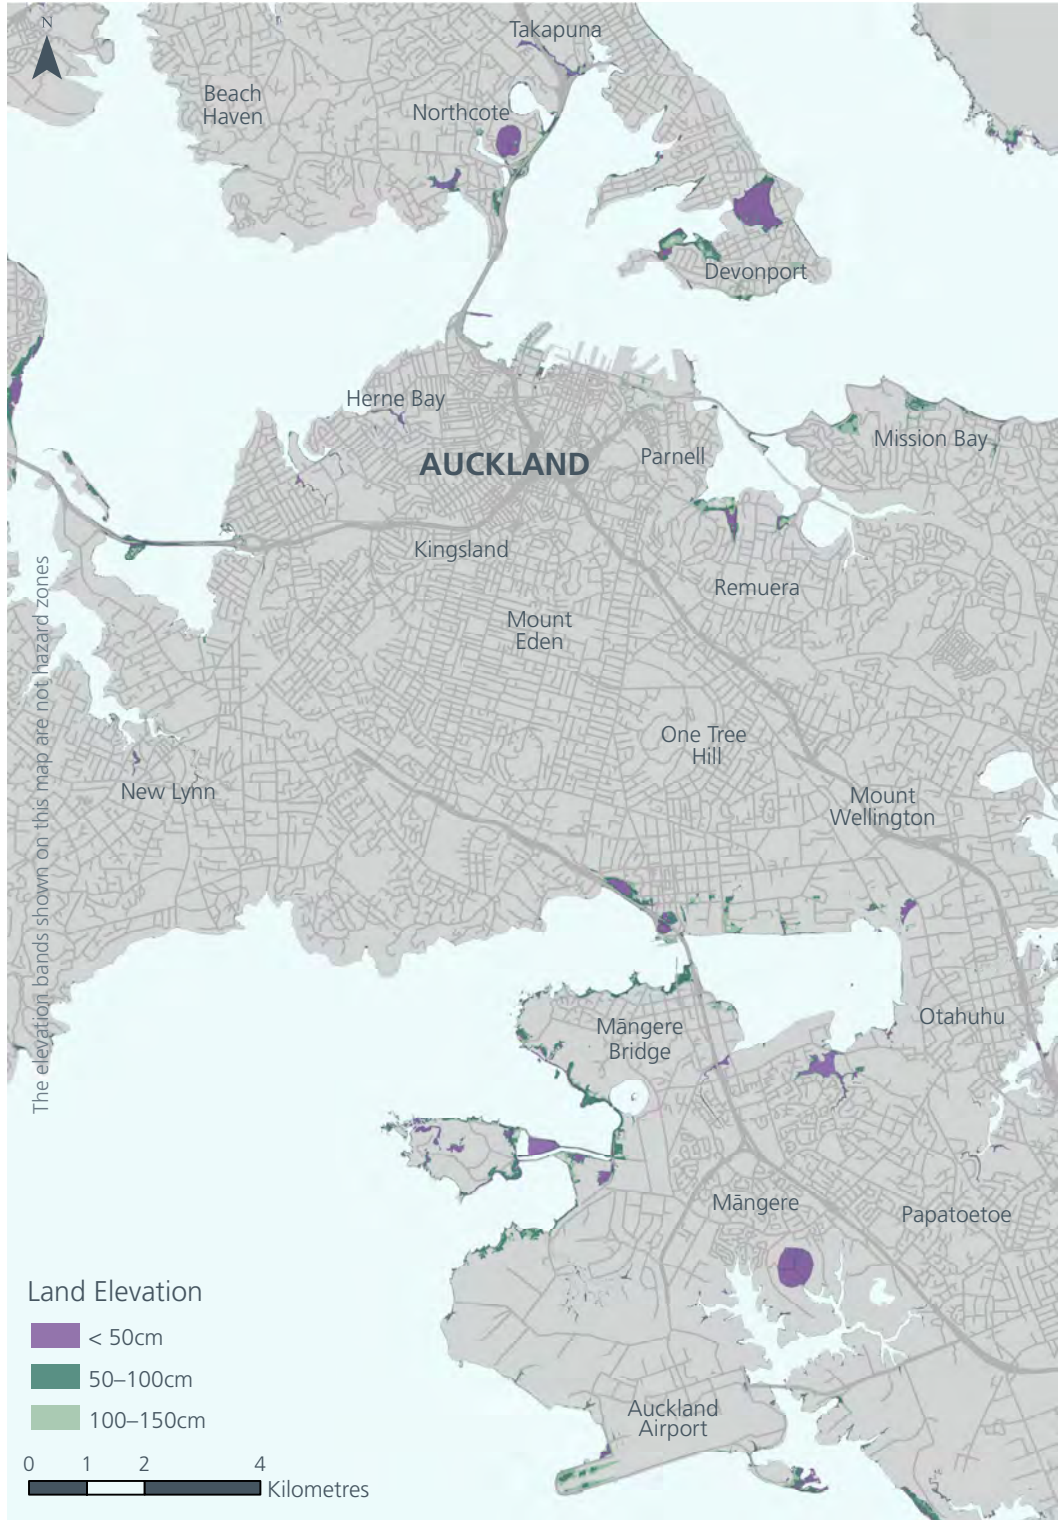 N
Takapuna
Beach
Haven
Northcote
Devonport
Herne Bay
AUCKLAND
Parnell
Mission Bay
Kingsland
Remuera
Mount
Eden
One Tree
Hill
New Lynn
Mount
Wellington
The elevation bands shown on this map are not hazard zones
Otahuhu
Māngere
Bridge
Māngere
Papatoetoe
Auckland
Airport
Land Elevation
< 50cm
50–100cm
100–150cm
0 1 2 4
Kilometres